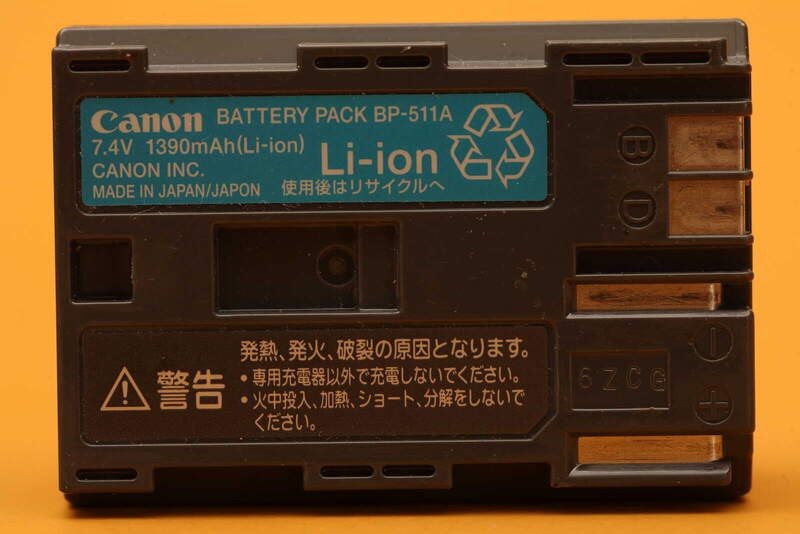 Canon BATTERY PACK BP-511A
7.4V 1390mAh(Li-ion)
CANON INC.
MADE IN JAPAN/JAPON
Li-ion
使用後はリサイクルへ
B
D
警告
発熱、発火、破裂の原因となります。
・専用充電器以外で充電しないでください。
・火中投入、加熱、ショート、分解をしないで
ください。
−
6ZCG
+